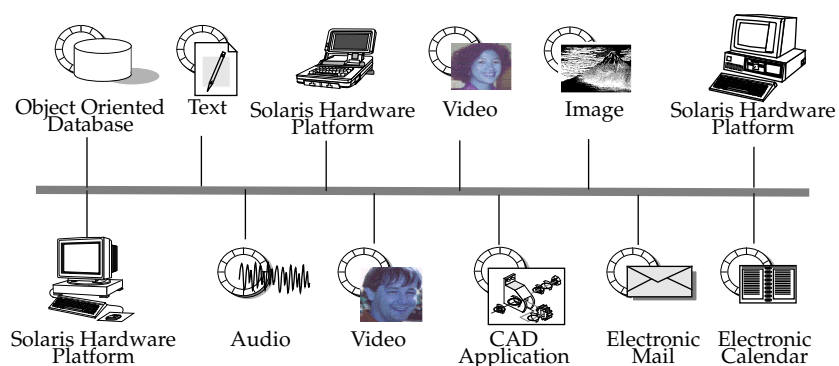 Object Oriented
Database
Text
Solaris Hardware
Platform
Video
Image
Solaris Hardware
Platform
Solaris Hardware
Platform
Audio
Video
CAD
Application
Electronic
Mail
Electronic
Calendar